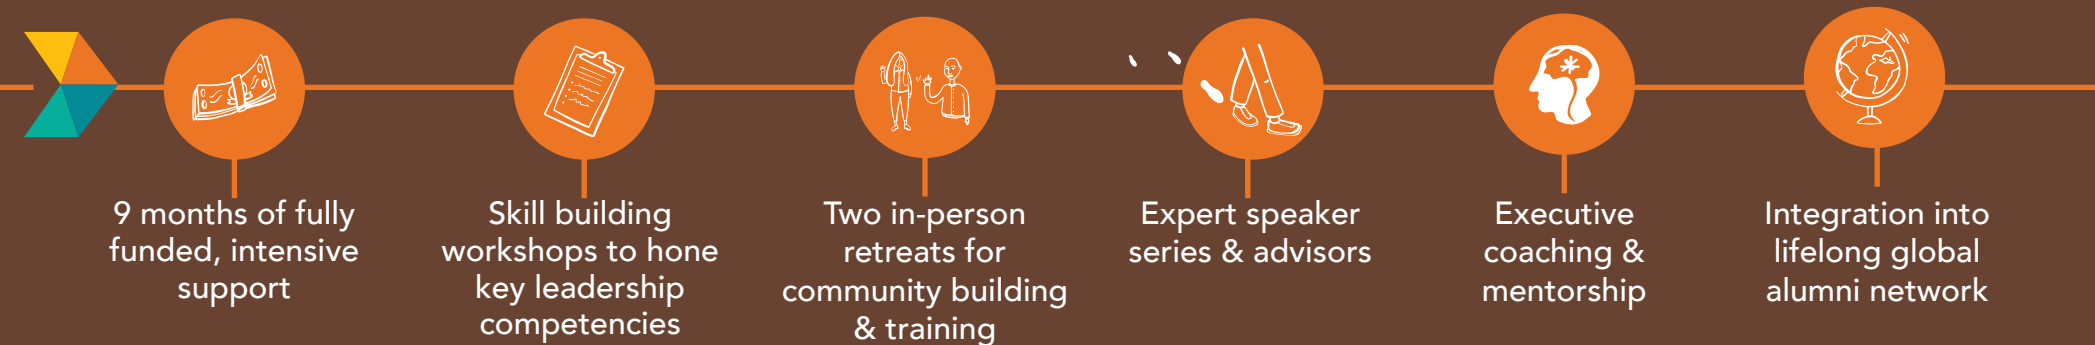 9 months of fully
funded, intensive
support
Skill building
workshops to hone
key leadership
competencies
Two in-person
retreats for
community building
& training
Expert speaker
series & advisors
Executive
coaching &
mentorship
Integration into
lifelong global
alumni network